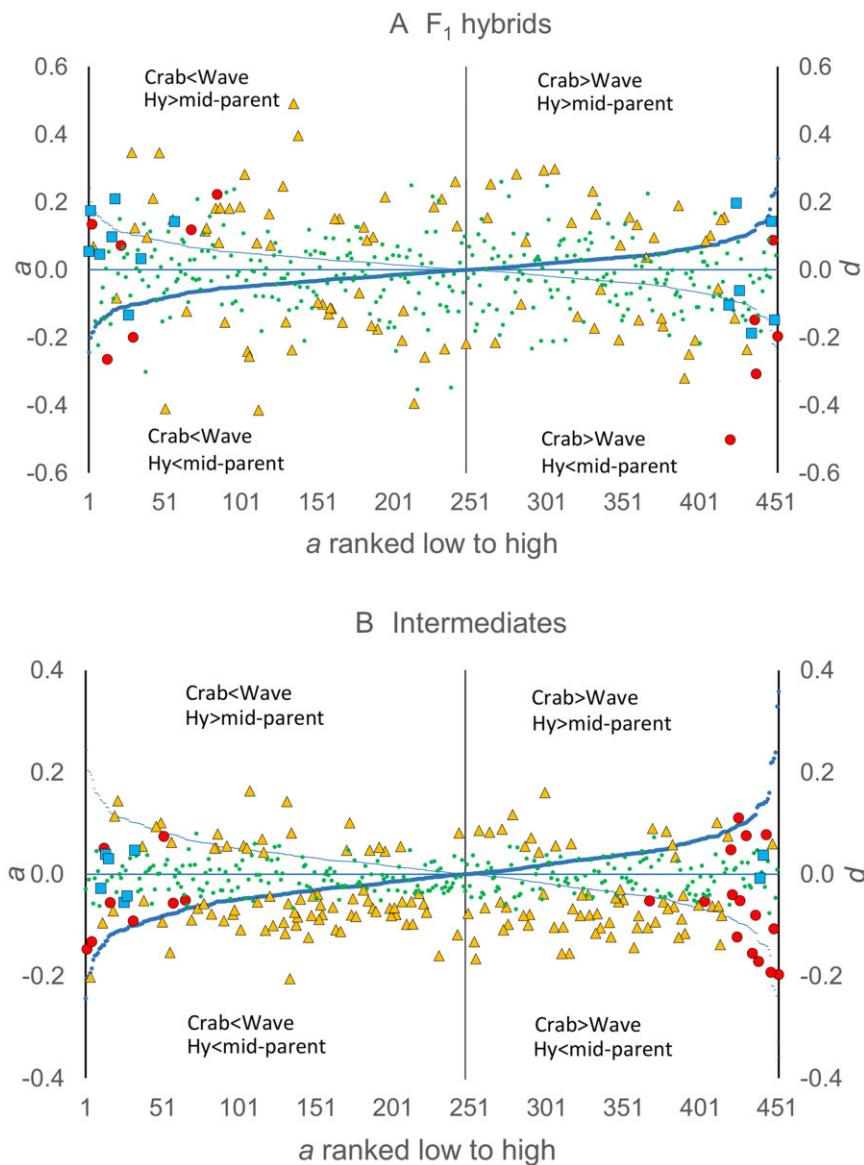 A F₁ hybrids
0.6
0.4
0.2
0.0
-0.2
-0.4
-0.6
a
Crab<Wave
Hy>mid-parent
Crab>Wave
Hy>mid-parent
Crab<Wave
Hy<mid-parent
Crab>Wave
Hy<mid-parent
0.6
0.4
0.2
0.0
-0.2
-0.4
-0.6
d
1 51 101 151 201 251 301 351 401 451
a ranked low to high
B Intermediates
0.4
0.2
0.0
-0.2
-0.4
a
Crab<Wave
Hy>mid-parent
Crab>Wave
Hy>mid-parent
Crab<Wave
Hy<mid-parent
Crab>Wave
Hy<mid-parent
0.4
0.2
0.0
-0.2
-0.4
d
1 51 101 151 201 251 301 351 401 451
a ranked low to high